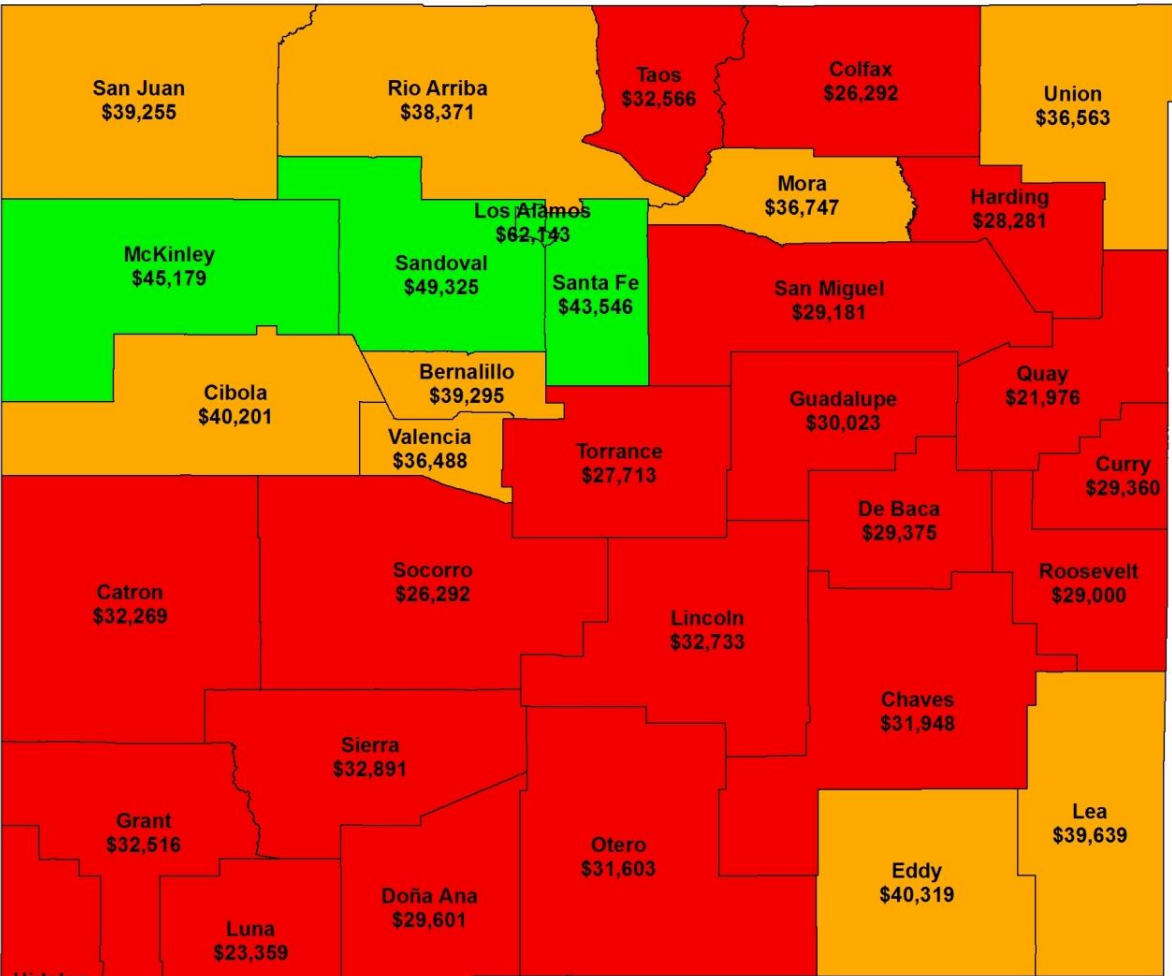 San Juan
$39,255
Rio Arriba
$38,371
Taos
$32,566
Colfax
$26,292
Union
$36,563
Mora
$36,747
Harding
$28,281
Los Alamos
$62,143
McKinley
$45,179
Sandoval
$49,325
Santa Fe
$43,546
San Miguel
$29,181
Bernalillo
$39,295
Cibola
$40,201
Quay
$21,976
Guadalupe
$30,023
Valencia
$36,488
Torrance
$27,713
Curry
$29,360
De Baca
$29,375
Catron
$32,269
Socorro
$26,292
Roosevelt
$29,000
Lincoln
$32,733
Chaves
$31,948
Sierra
$32,891
Grant
$32,516
Otero
$31,603
Lea
$39,639
Eddy
$40,319
Doña Ana
$29,601
Luna
$23,359